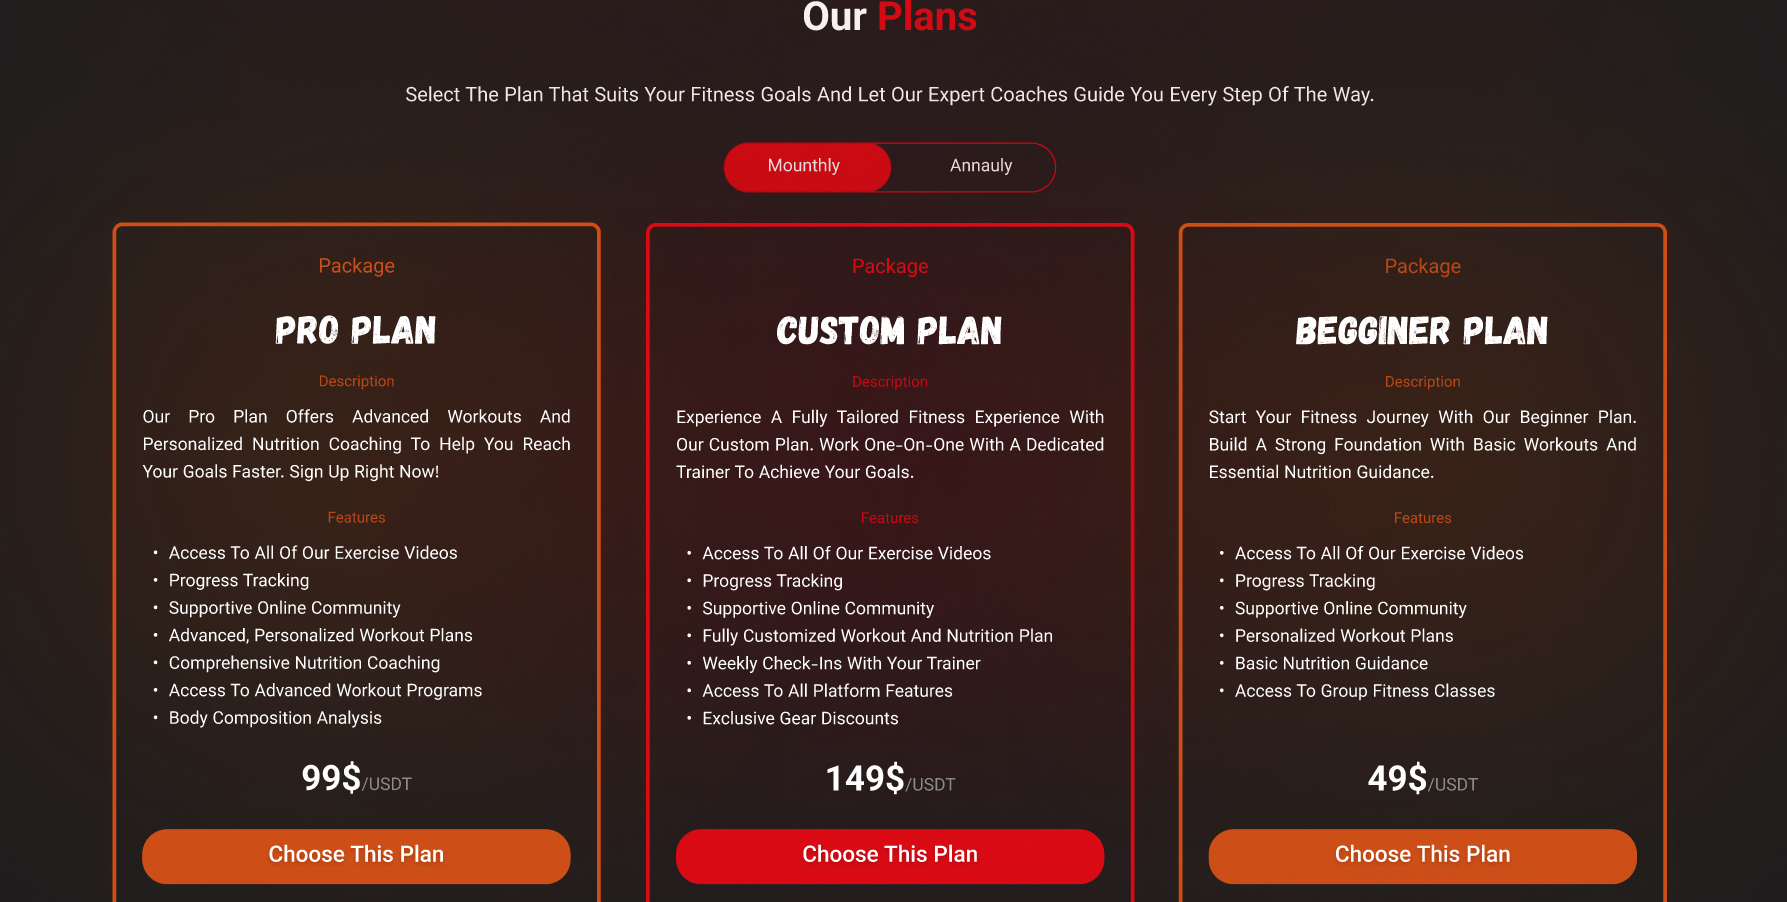 Our Plans
Select The Plan That Suits Your Fitness Goals And Let Our Expert Coaches Guide You Every Step Of The Way.
Mounthly
Annauly
Package
PRO PLAN
Description
Our Pro Plan Offers Advanced Workouts And
Personalized Nutrition Coaching To Help You Reach
Your Goals Faster. Sign Up Right Now!
Features
• Access To All Of Our Exercise Videos
• Progress Tracking
• Supportive Online Community
• Advanced, Personalized Workout Plans
• Comprehensive Nutrition Coaching
• Access To Advanced Workout Programs
• Body Composition Analysis
99$/USDT
Choose This Plan
Package
CUSTOM PLAN
Description
Experience A Fully Tailored Fitness Experience With
Our Custom Plan. Work One-On-One With A Dedicated
Trainer To Achieve Your Goals.
Features
• Access To All Of Our Exercise Videos
• Progress Tracking
• Supportive Online Community
• Fully Customized Workout And Nutrition Plan
• Weekly Check-Ins With Your Trainer
• Access To All Platform Features
• Exclusive Gear Discounts
149$/USDT
Choose This Plan
Package
BEGGINER PLAN
Description
Start Your Fitness Journey With Our Beginner Plan.
Build A Strong Foundation With Basic Workouts And
Essential Nutrition Guidance.
Features
• Access To All Of Our Exercise Videos
• Progress Tracking
• Supportive Online Community
• Personalized Workout Plans
• Basic Nutrition Guidance
• Access To Group Fitness Classes
49$/USDT
Choose This Plan